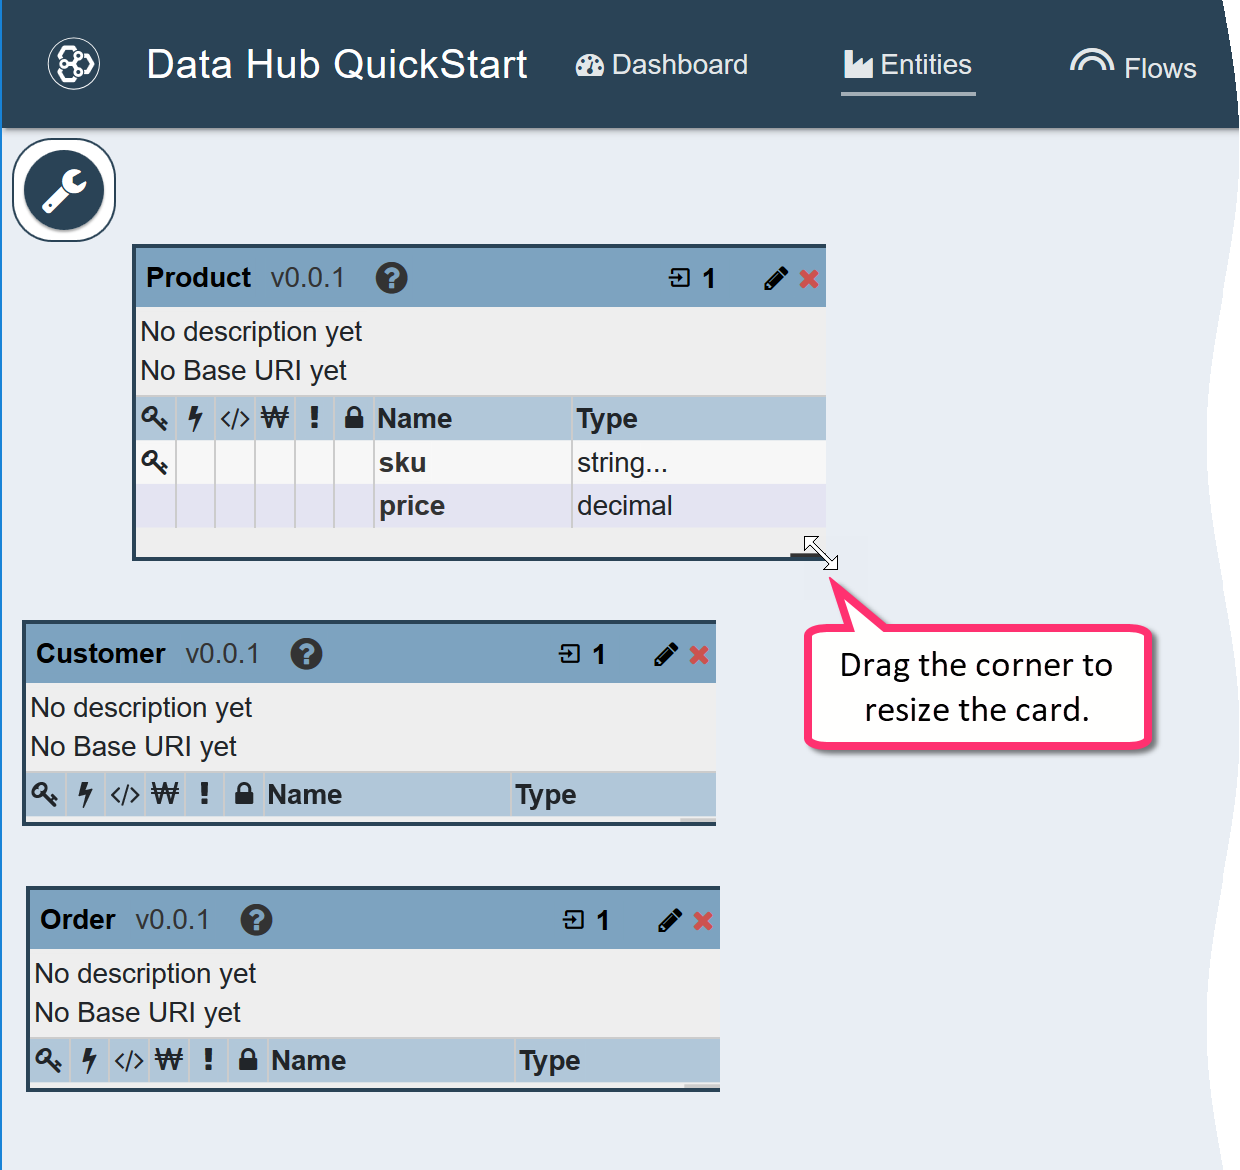 Data Hub QuickStart Dashboard Entities Flows
Product v0.0.1 ? 1
No description yet
No Base URI yet
</> ₩ ! Name Type
sku string...
price decimal
Drag the corner to
resize the card.
Customer v0.0.1 ? 1
No description yet
No Base URI yet
</> ₩ ! Name Type
Order v0.0.1 ? 1
No description yet
No Base URI yet
</> ₩ ! Name Type